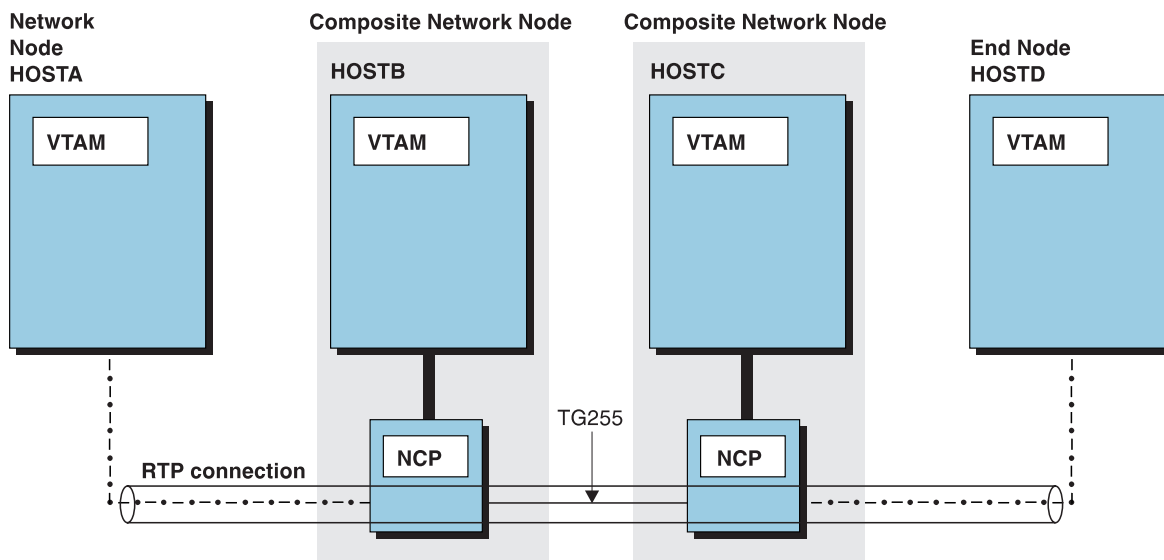 Network
Node
HOSTA
VTAM
Composite Network Node
HOSTB
VTAM
NCP
Composite Network Node
HOSTC
VTAM
NCP
End Node
HOSTD
VTAM
TG255
RTP connection